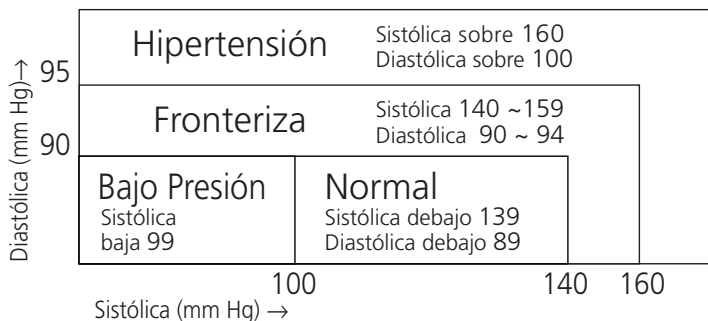 Hipertensión
Sistólica sobre 160
Diastólica sobre 100
95
Fronteriza
Sistólica 140 ~159
Diastólica 90 ~ 94
90
Bajo Presión
Sistólica
baja 99
Normal
Sistólica debajo 139
Diastólica debajo 89
Diastólica (mm Hg)→
100
140
160
Sistólica (mm Hg) →